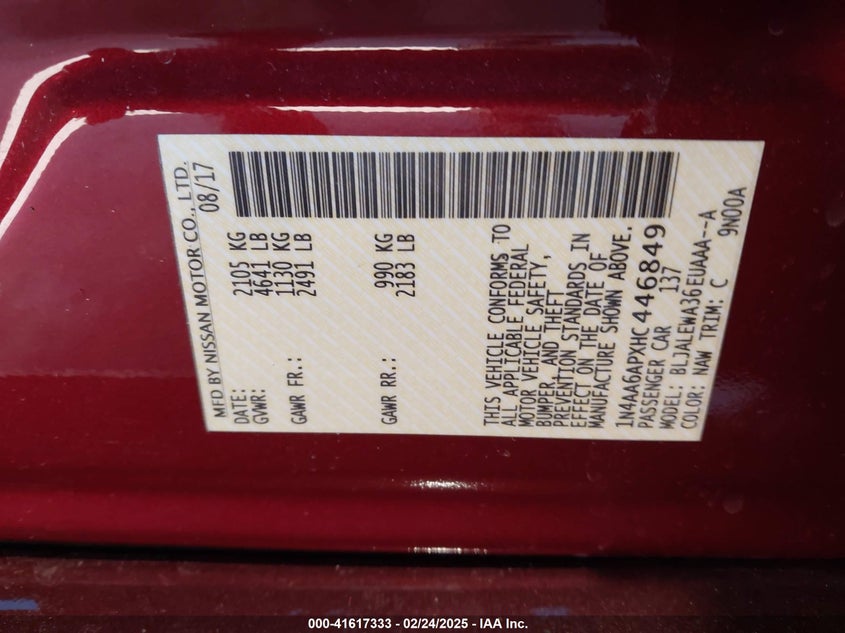 MFD BY NISSAN MOTOR CO., LTD.
DATE: 08/17
GVWR: 2105 KG
4641 LB
GAWR FR.: 1130 KG
2491 LB
GAWR RR.: 990 KG
2183 LB
THIS VEHICLE CONFORMS TO
ALL APPLICABLE FEDERAL
MOTOR VEHICLE SAFETY,
BUMPER, AND THEFT
PREVENTION STANDARDS IN
EFFECT ON THE DATE OF
MANUFACTURE SHOWN ABOVE.
1N4AA6APXHC446849
PASSENGER CAR 137
MODEL: BLJALEWA36EUAAA--A
COLOR: NAW TRIM: C 9N00A
000-41617333 - 02/24/2025 - IAA Inc.